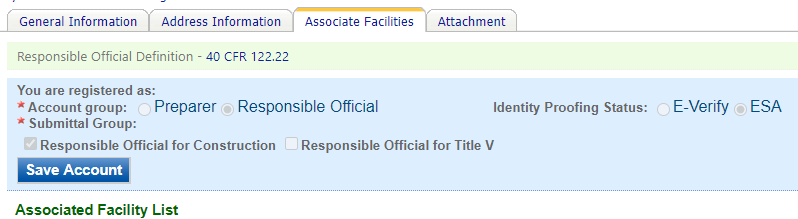 General Information Address Information Associate Facilities Attachment
Responsible Official Definition - 40 CFR 122.22
You are registered as:
* Account group: Preparer Responsible Official Identity Proofing Status: E-Verify ESA
* Submittal Group:
Responsible Official for Construction Responsible Official for Title V
Save Account
Associated Facility List